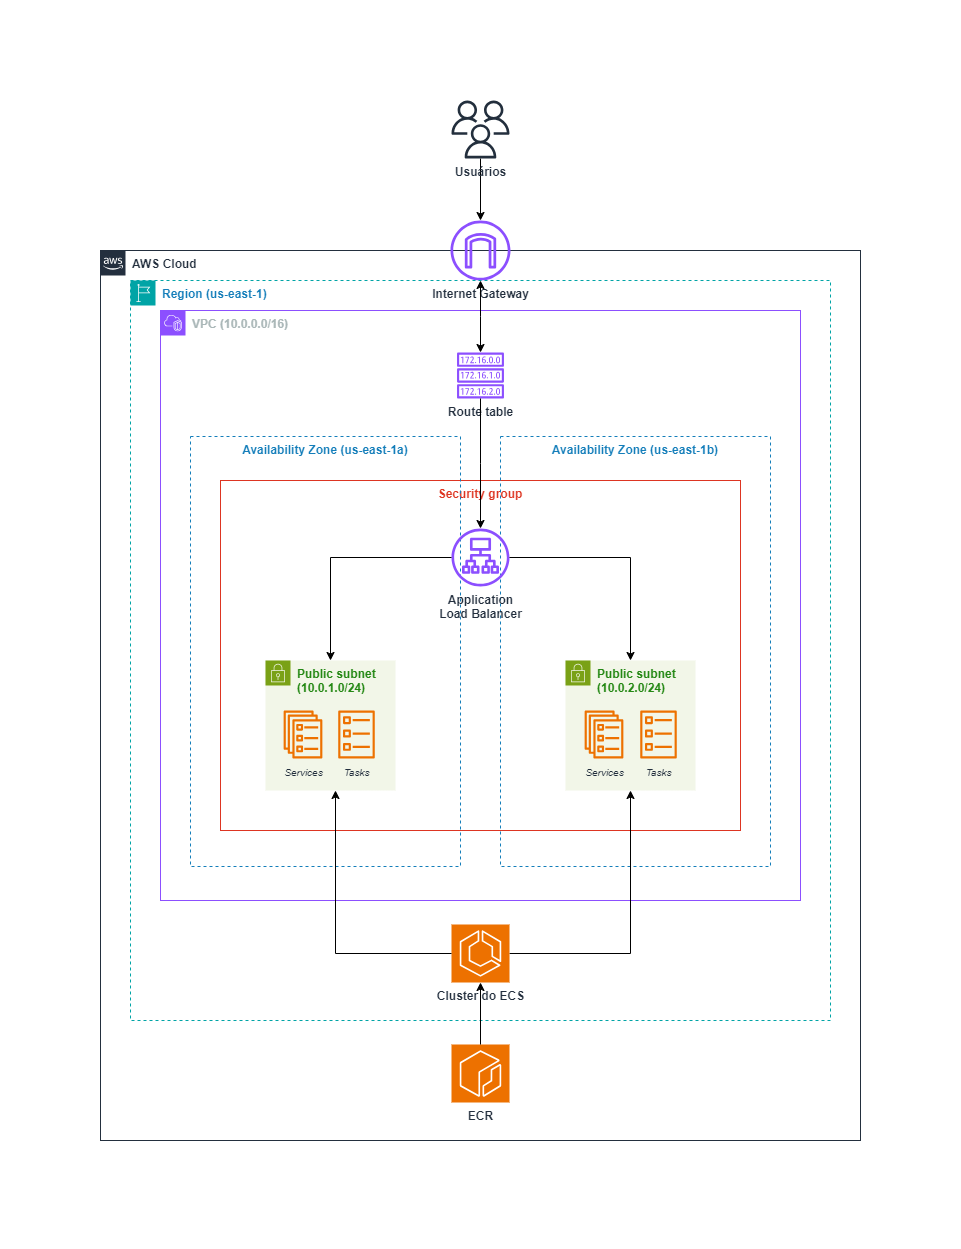 Usuários
aws
AWS Cloud
Region (us-east-1)
Internet Gateway
VPC (10.0.0.0/16)
172.16.0.0
172.16.1.0
172.16.2.0
Route table
Availability Zone (us-east-1a)
Availability Zone (us-east-1b)
Security group
Application
Load Balancer
Public subnet
(10.0.1.0/24)
Services
Tasks
Public subnet
(10.0.2.0/24)
Services
Tasks
Cluster do ECS
ECR